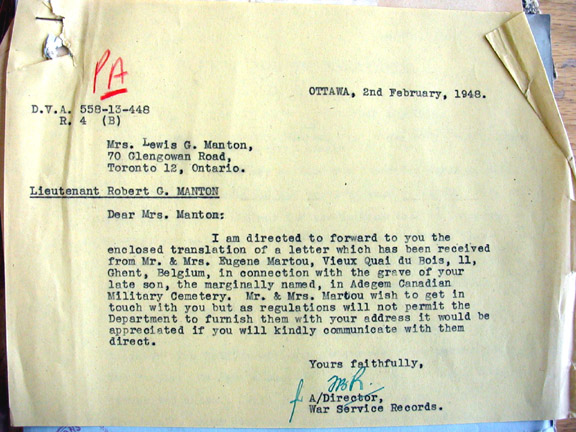 PA
OTTAWA, 2nd February, 1948.
D.V.A. 558-13-448
R. 4 (B)
Mrs. Lewis G. Manton,
70 Glengowan Road,
Toronto 12, Ontario.
Lieutenant Robert G. MANTON
Dear Mrs. Manton:
I am directed to forward to you the
enclosed translation of a letter which has been received
from Mr. & Mrs. Eugene Martou, Vieux Quai du Bois, 11,
Ghent, Belgium, in connection with the grave of your
late son, the marginally named, in Adegem Canadian
Military Cemetery. Mr. & Mrs. Martou wish to get in
touch with you but as regulations will not permit the
Department to furnish them with your address it would be
appreciated if you will kindly communicate with them
direct.
Yours faithfully,
A/Director,
War Service Records.